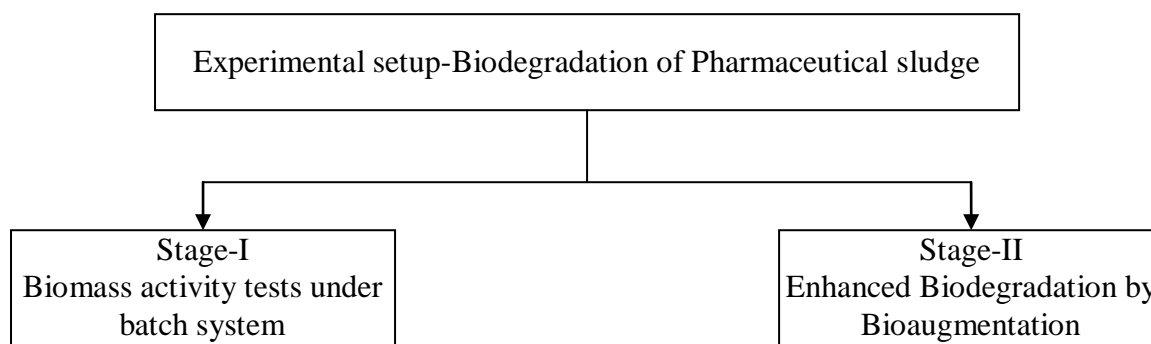 Experimental setup-Biodegradation of Pharmaceutical sludge
Stage-I
Biomass activity tests under
batch system
Stage-II
Enhanced Biodegradation by
Bioaugmentation